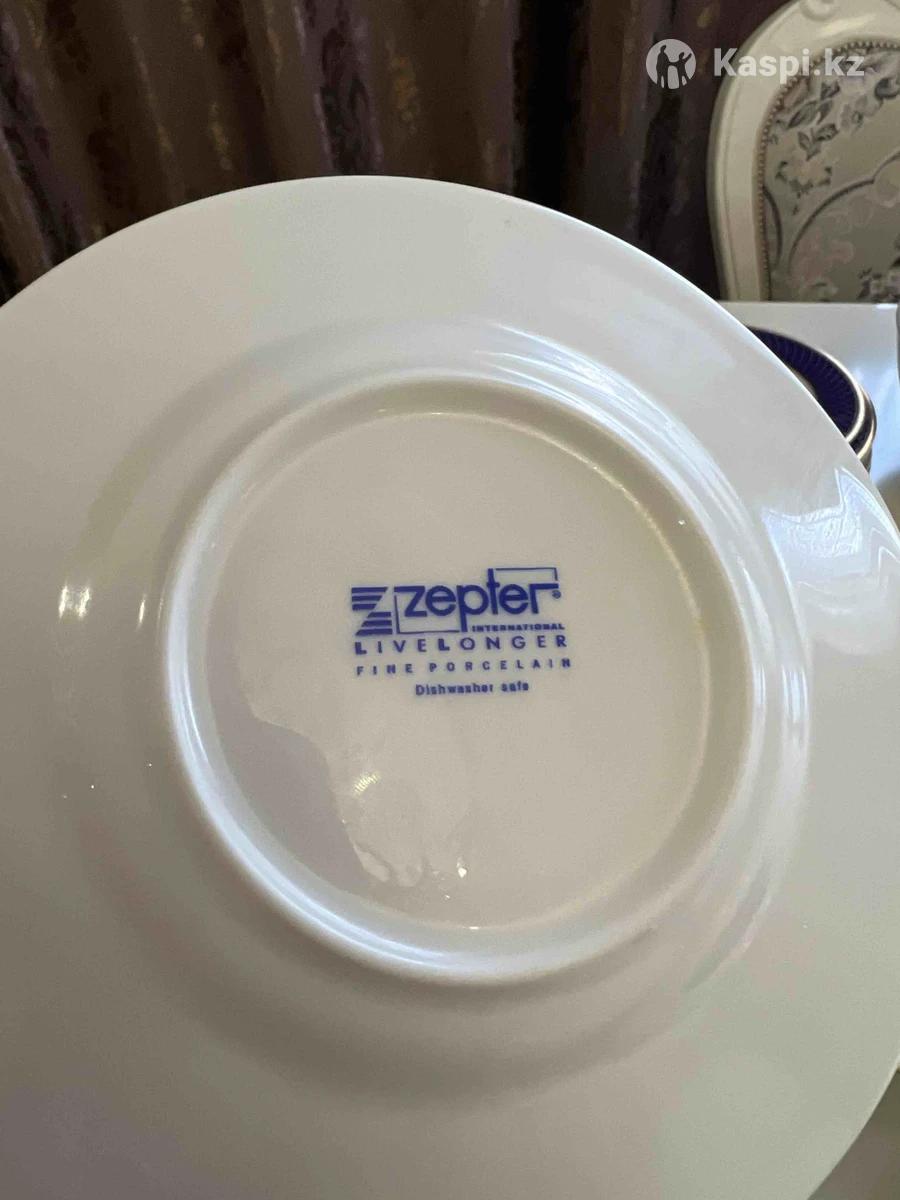 Kaspi.kz
zepter®
INTERNATIONAL
LIVELONGER
FINE PORCELAIN
Dishwasher safe